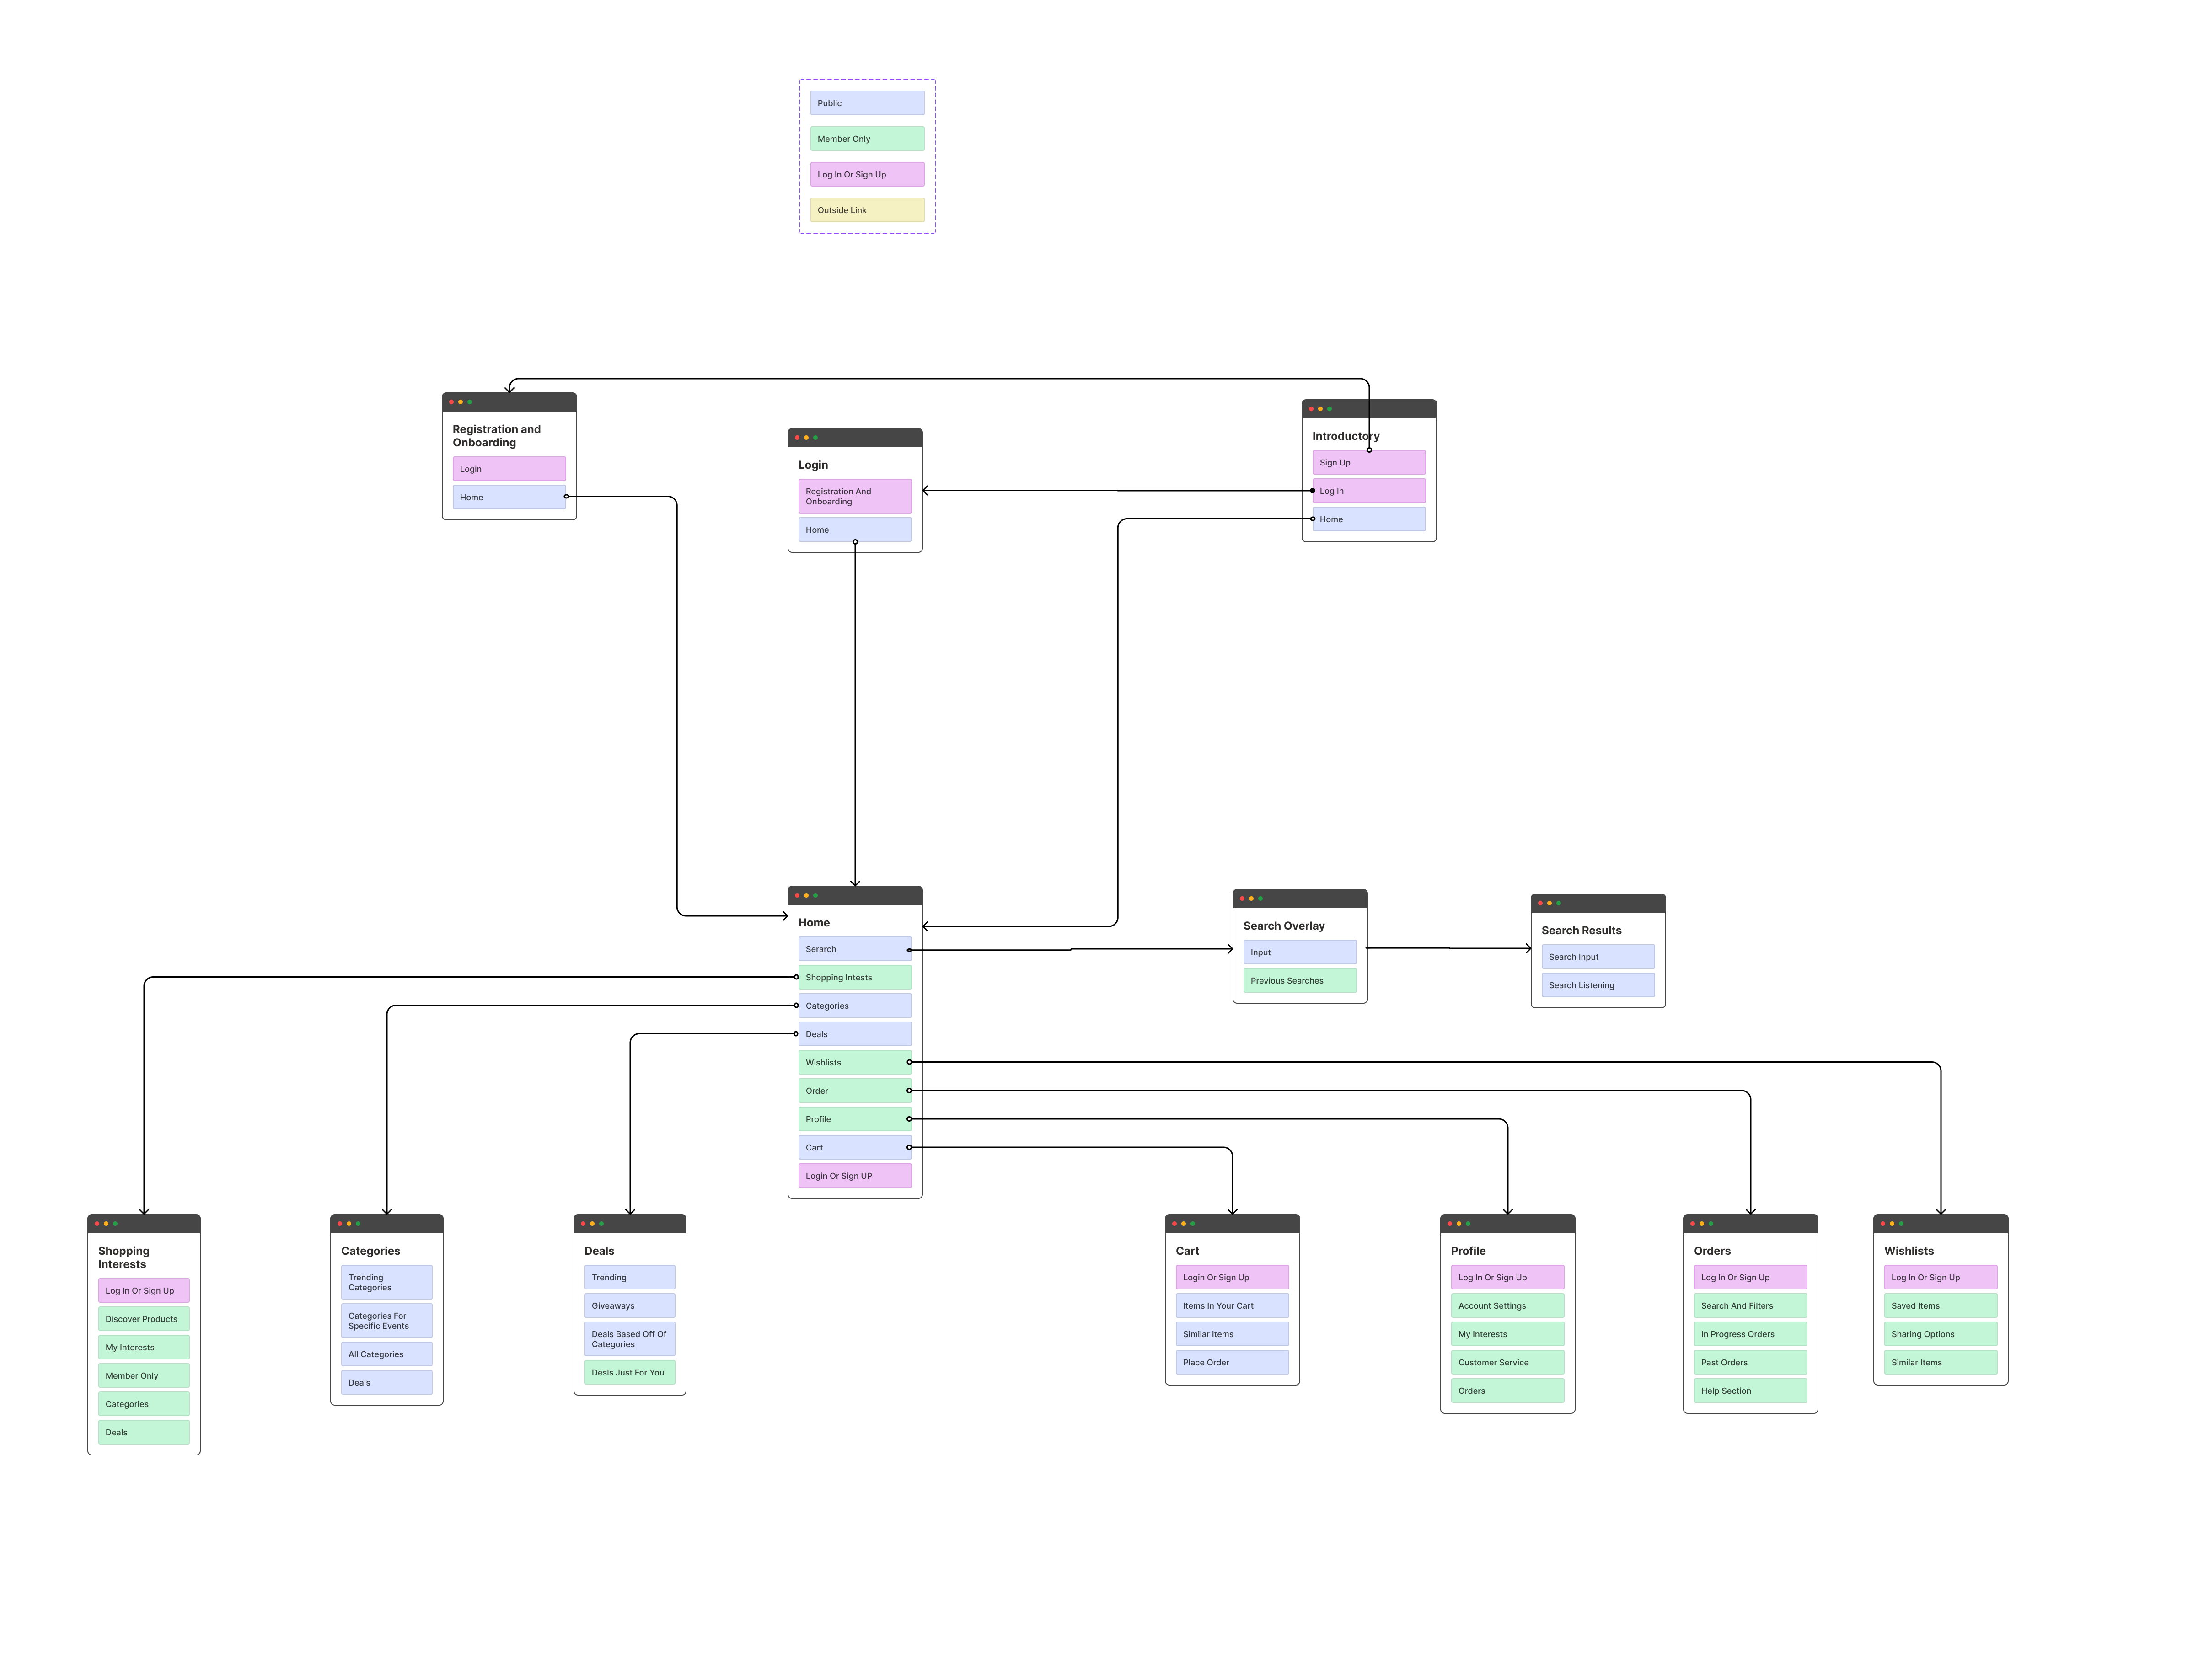 Public
Member Only
Log In Or Sign Up
Outside Link
Registration and
Onboarding
Login
Home
Login
Registration And
Onboarding
Home
Introductory
Sign Up
Log In
Home
Home
Serarch
Shopping Intests
Categories
Deals
Wishlists
Order
Profile
Cart
Login Or Sign UP
Search Overlay
Input
Previous Searches
Search Results
Search Input
Search Listening
Shopping
Interests
Log In Or Sign Up
Discover Products
My Interests
Member Only
Categories
Deals
Categories
Trending
Categories
Categories For
Specific Events
All Categories
Deals
Deals
Trending
Giveaways
Deals Based Off Of
Categories
Desls Just For You
Cart
Login Or Sign Up
Items In Your Cart
Similar Items
Place Order
Profile
Log In Or Sign Up
Account Settings
My Interests
Customer Service
Orders
Orders
Log In Or Sign Up
Search And Filters
In Progress Orders
Past Orders
Help Section
Wishlists
Log In Or Sign Up
Saved Items
Sharing Options
Similar Items